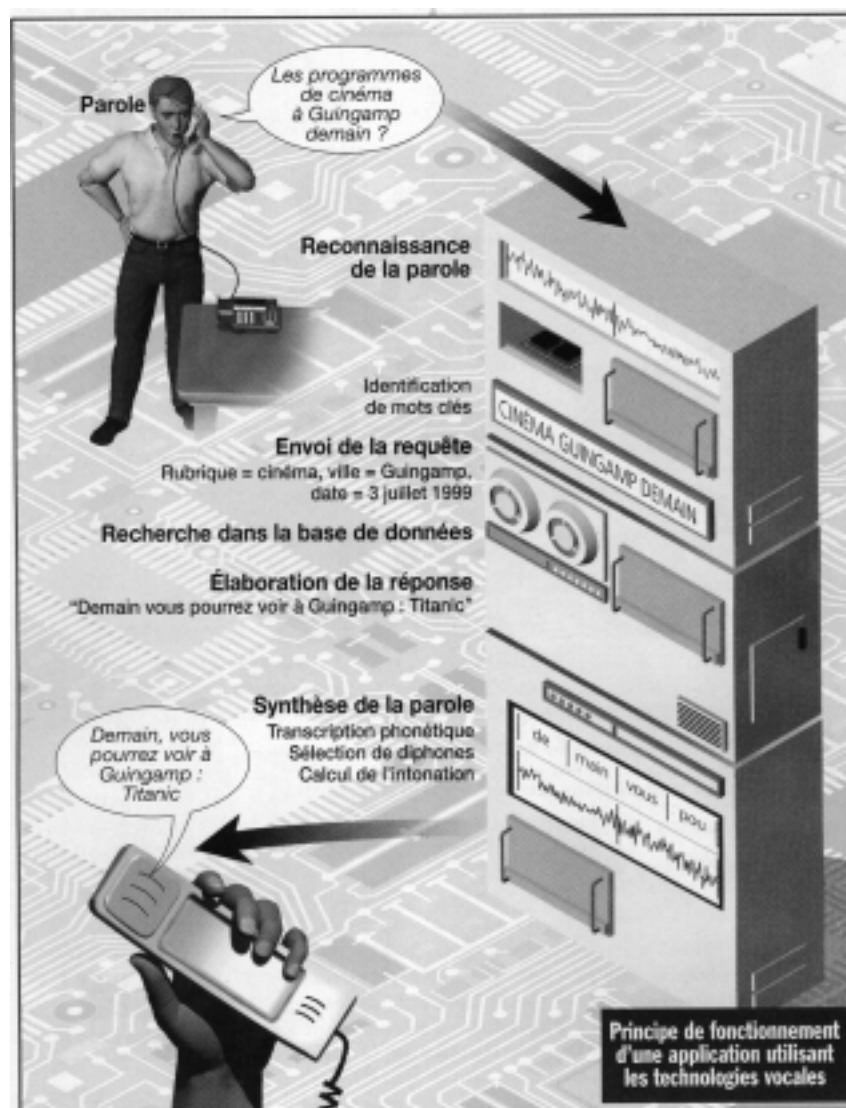 Parole
Les programmes
de cinéma
à Guingamp
demain ?
Reconnaissance
de la parole
Identification
de mots clés
CINÉMA GUINGAMP DEMAIN
Envoi de la requête
Rubrique = cinéma, ville = Guingamp,
date = 3 juillet 1999
Recherche dans la base de données
Élaboration de la réponse
"Demain vous pourrez voir à Guingamp : Titanic"
Synthèse de la parole
Transcription phonétique
Sélection de diphones
Calcul de l'intonation
de main vous pou
Demain, vous
pourrez voir à
Guingamp :
Titanic
Principe de fonctionnement
d'une application utilisant
les technologies vocales